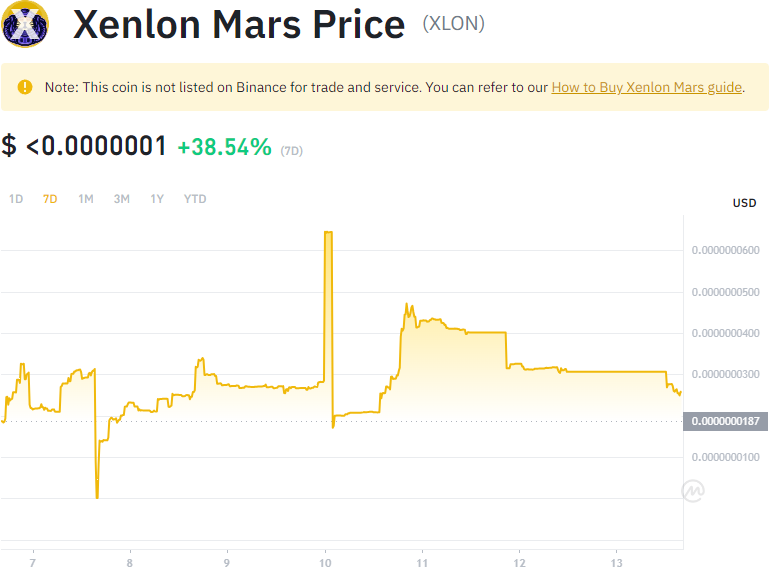 Xenlon Mars Price (XLON)
Note: This coin is not listed on Binance for trade and service. You can refer to our How to Buy Xenlon Mars guide.
$ <0.0000001 +38.54% (7D)
1D 7D 1M 3M 1Y YTD
USD
0.0000000600
0.0000000500
0.0000000400
0.0000000300
0.0000000187
0.0000000100
7 8 9 10 11 12 13